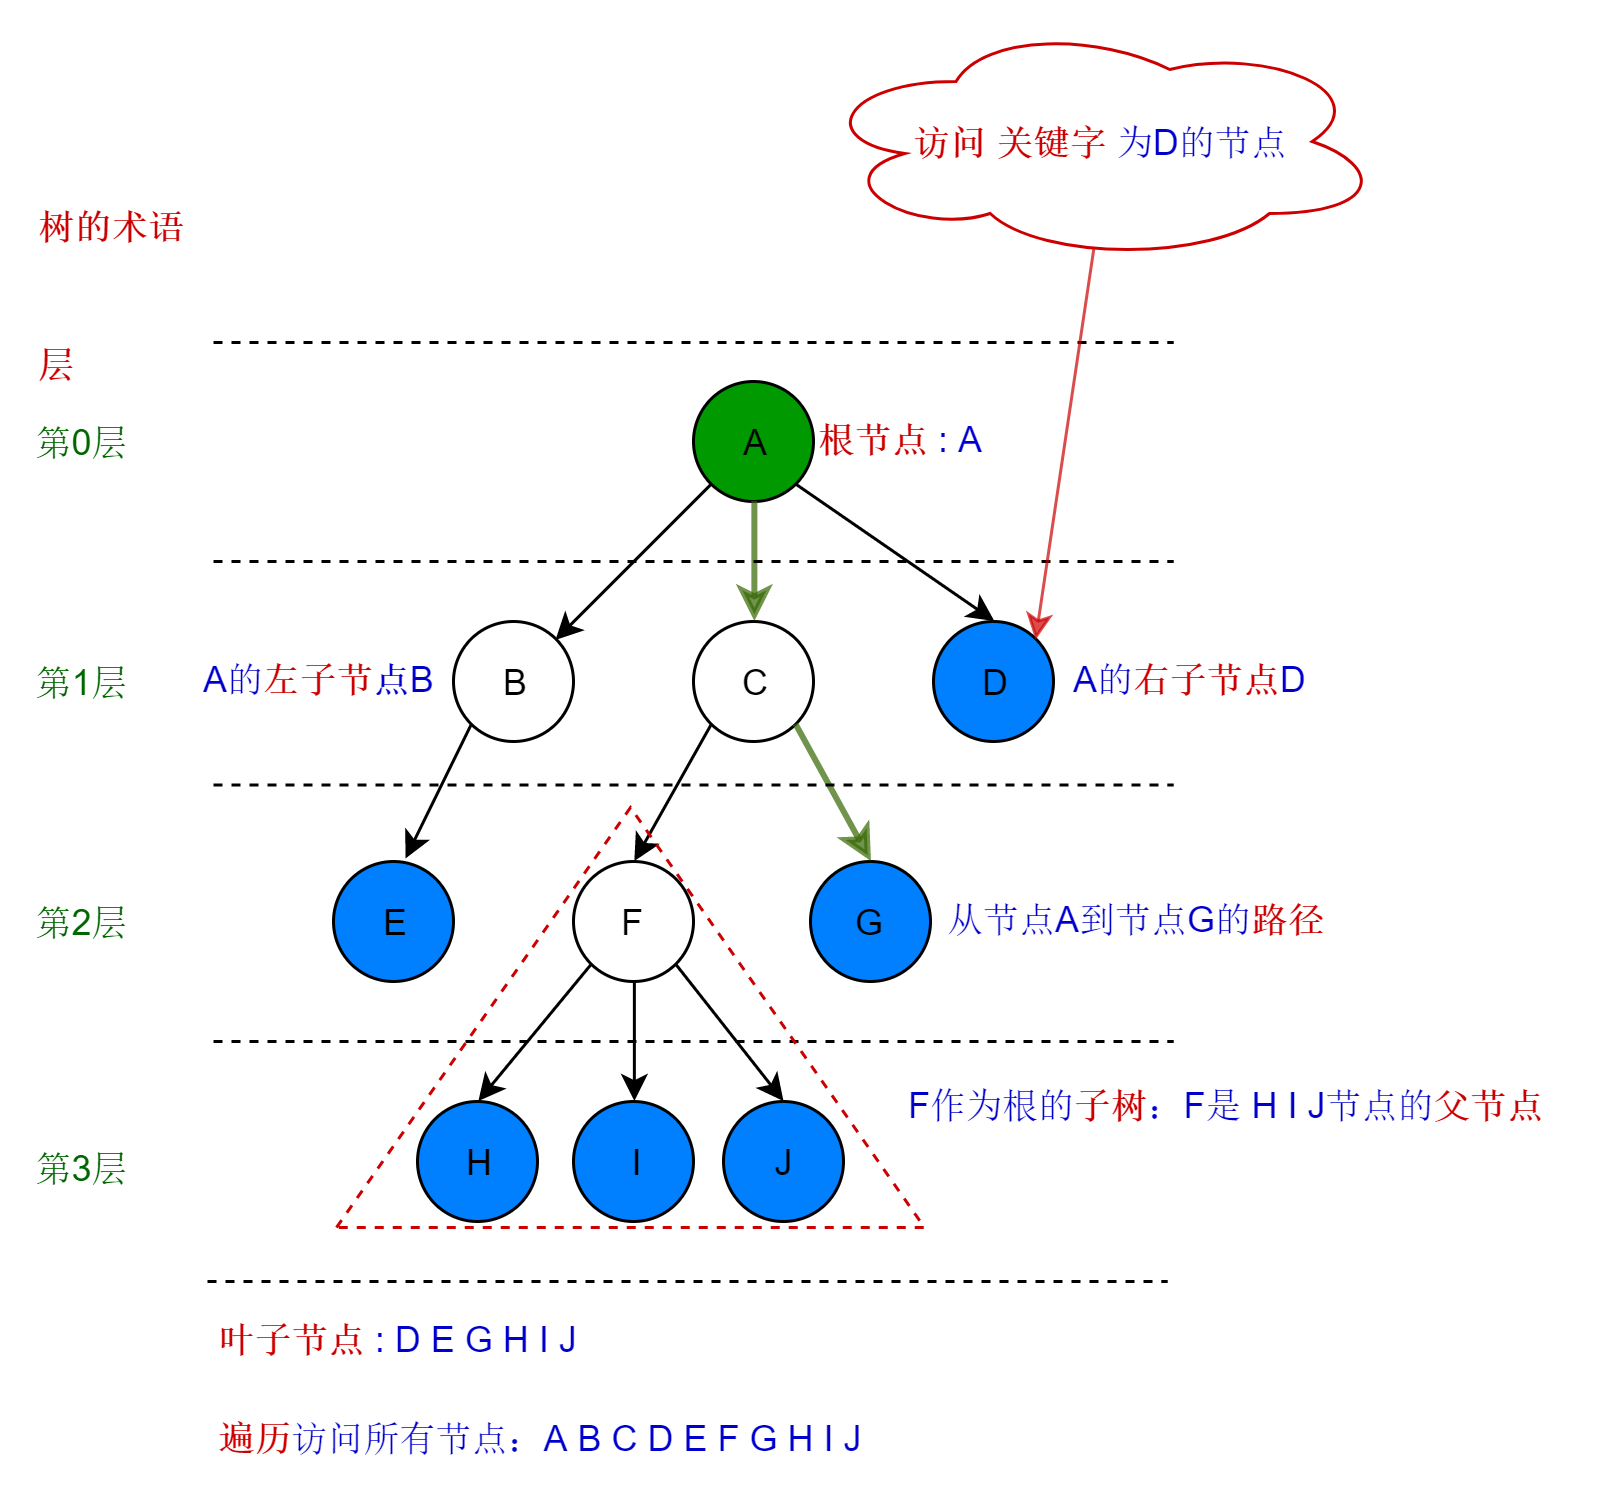 访问 关键字 为D的节点
树的术语
层
第0层
A
根节点 : A
第1层
A的左子节点B
B
C
D
A的右子节点D
第2层
E
F
G
从节点A到节点G的路径
F作为根的子树：F是 H I J节点的父节点
第3层
H
I
J
叶子节点 : D E G H I J
遍历访问所有节点：A B C D E F G H I J